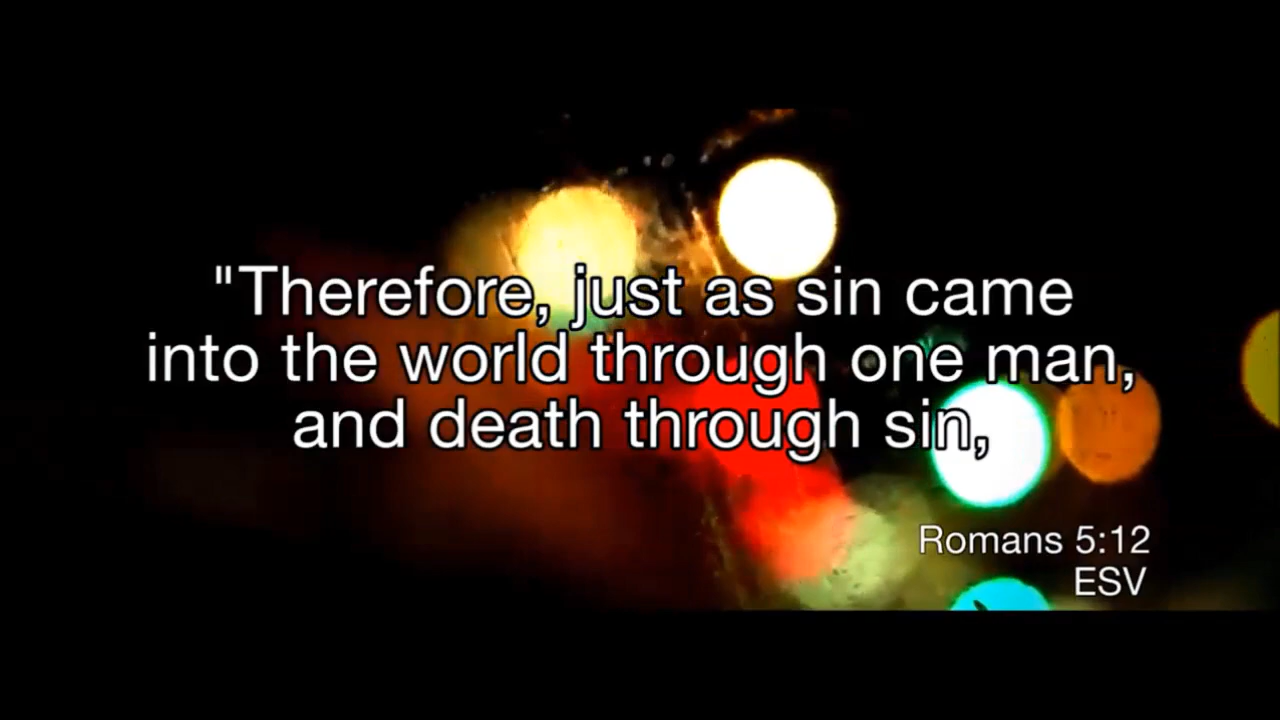 "Therefore, just as sin came
into the world through one man,
and death through sin,
Romans 5:12
ESV